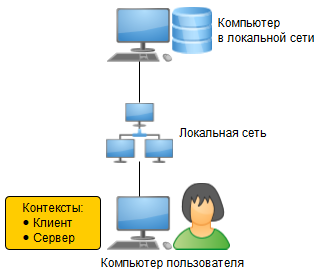 Компьютер
в локальной сети
Локальная сеть
Контексты:
• Клиент
• Сервер
Компьютер пользователя